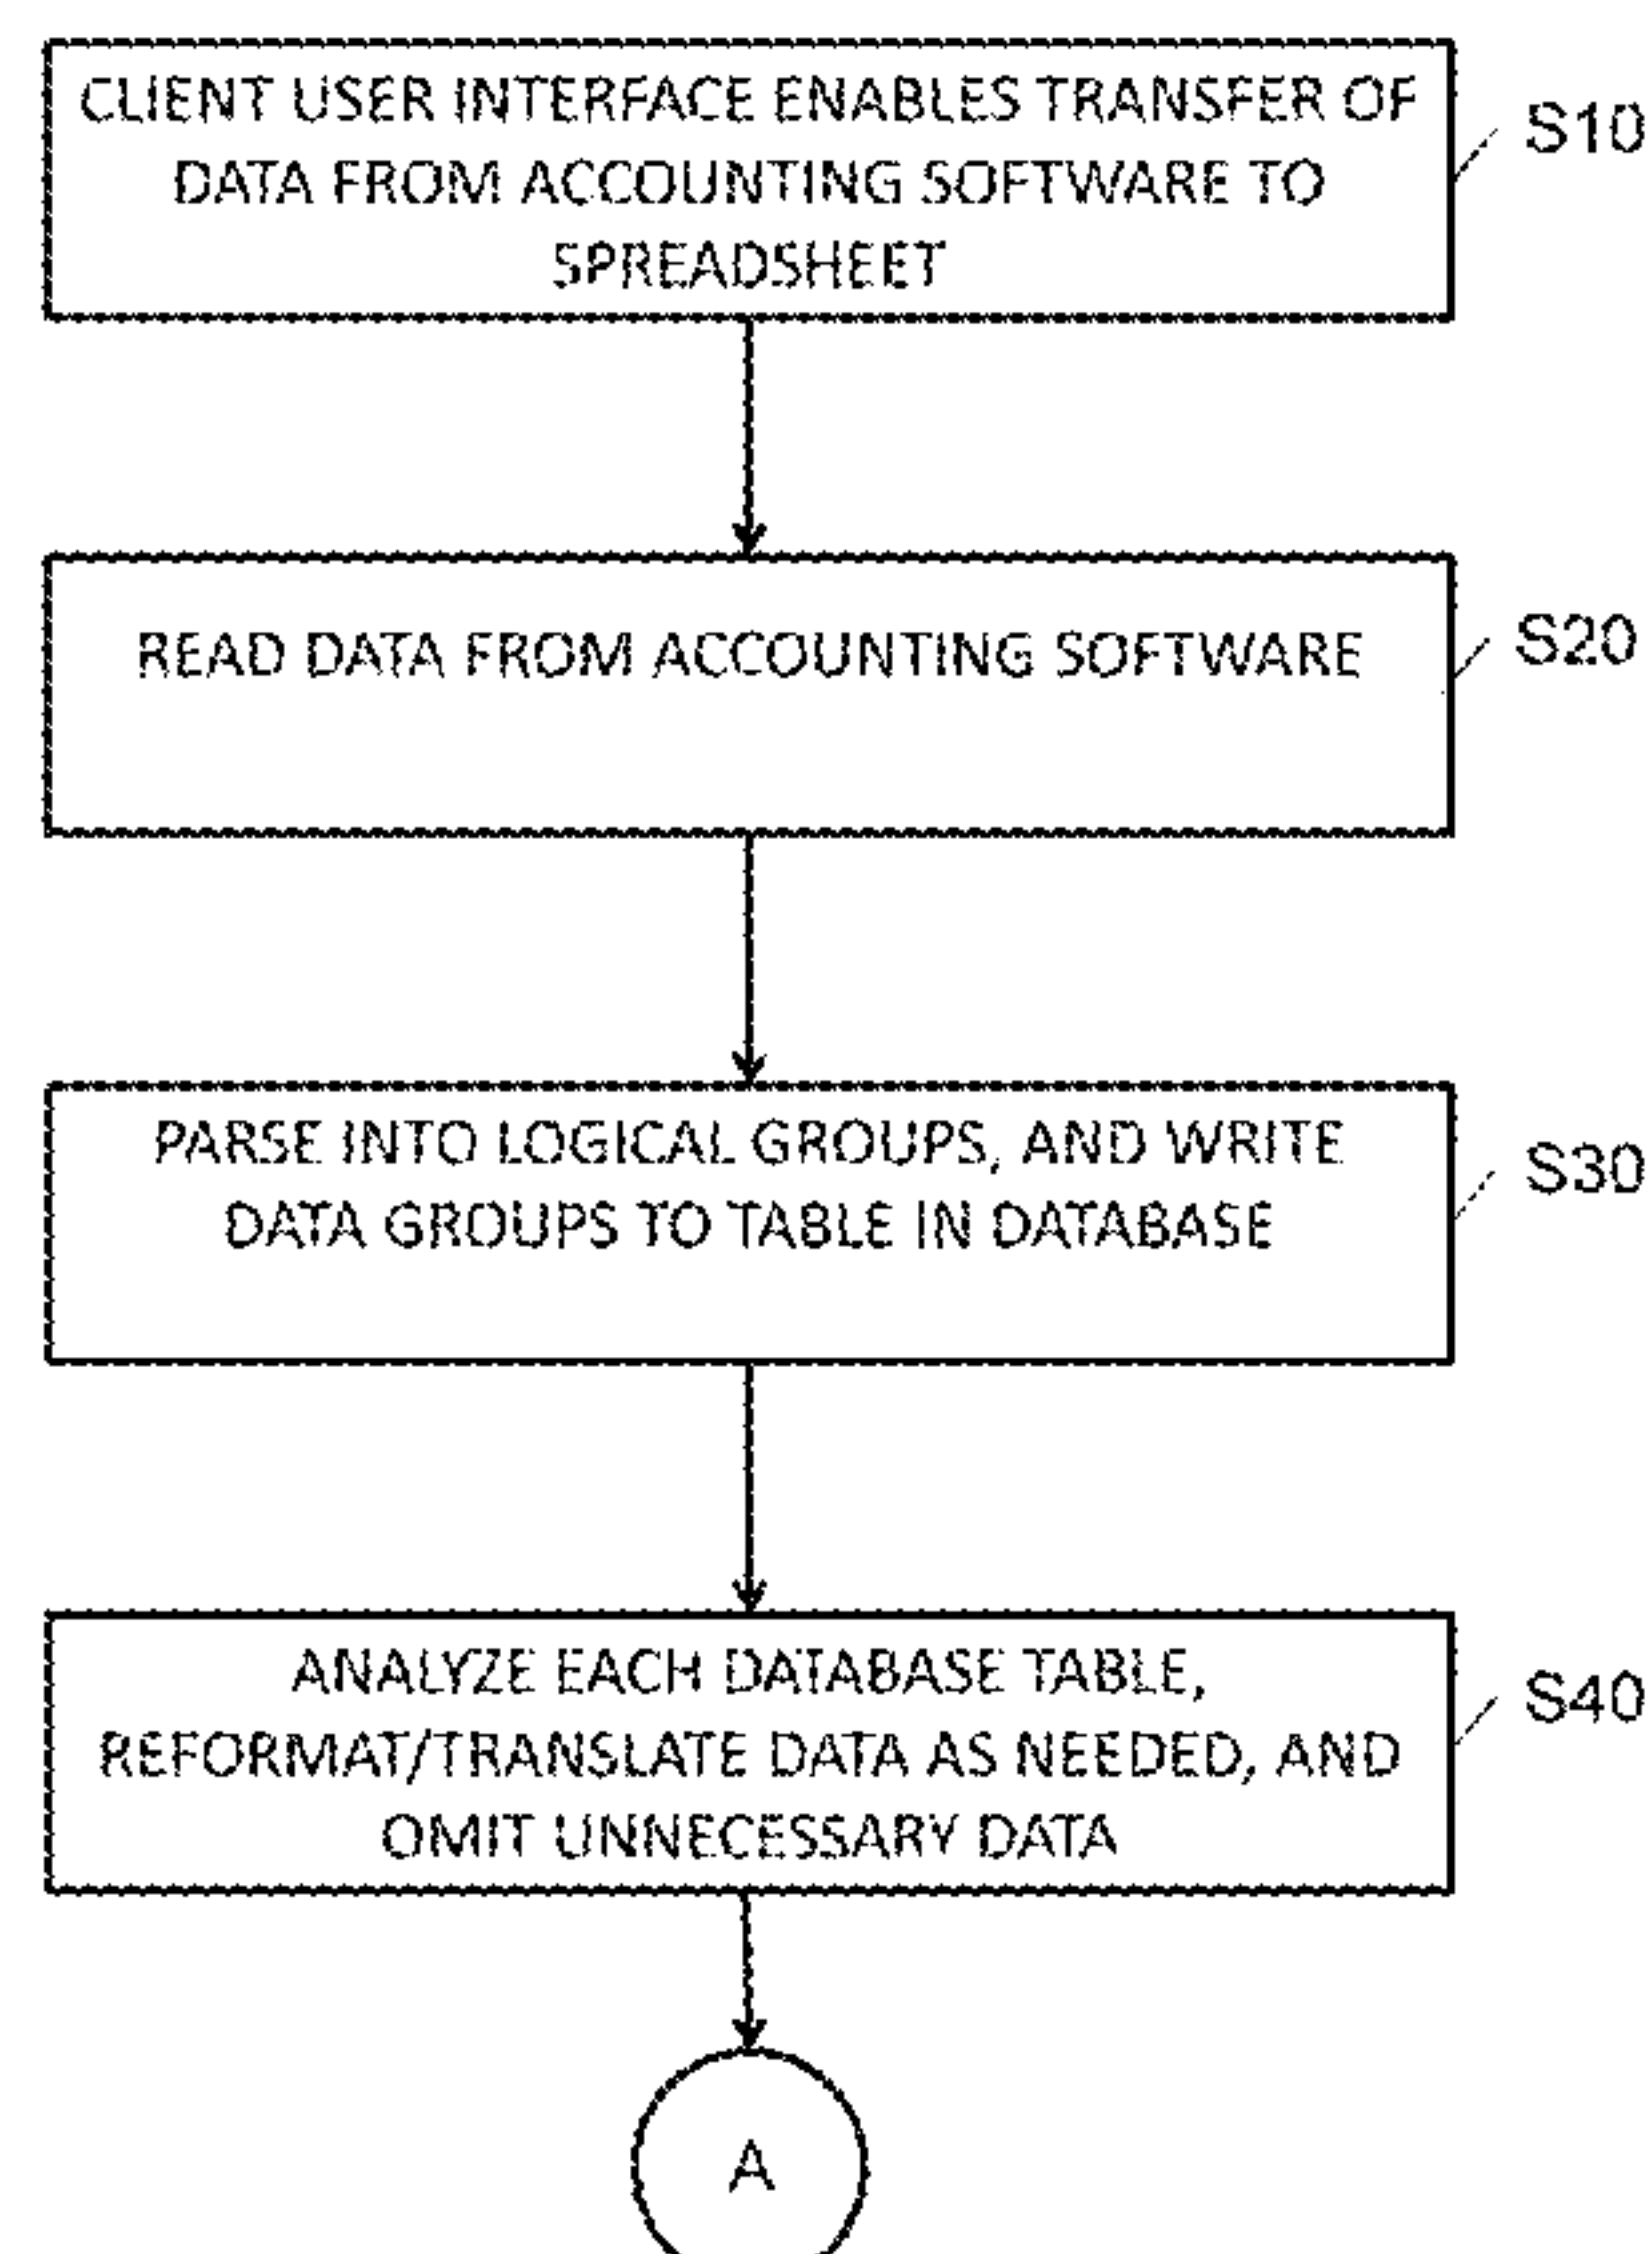 CLIENT USER INTERFACE ENABLES TRANSFER OF
DATA FROM ACCOUNTING SOFTWARE TO
SPREADSHEET
S10
READ DATA FROM ACCOUNTING SOFTWARE
S20
PARSE INTO LOGICAL GROUPS, AND WRITE
DATA GROUPS TO TABLE IN DATABASE
S30
ANALYZE EACH DATABASE TABLE,
REFORMAT/TRANSLATE DATA AS NEEDED, AND
OMIT UNNECESSARY DATA
S40
A